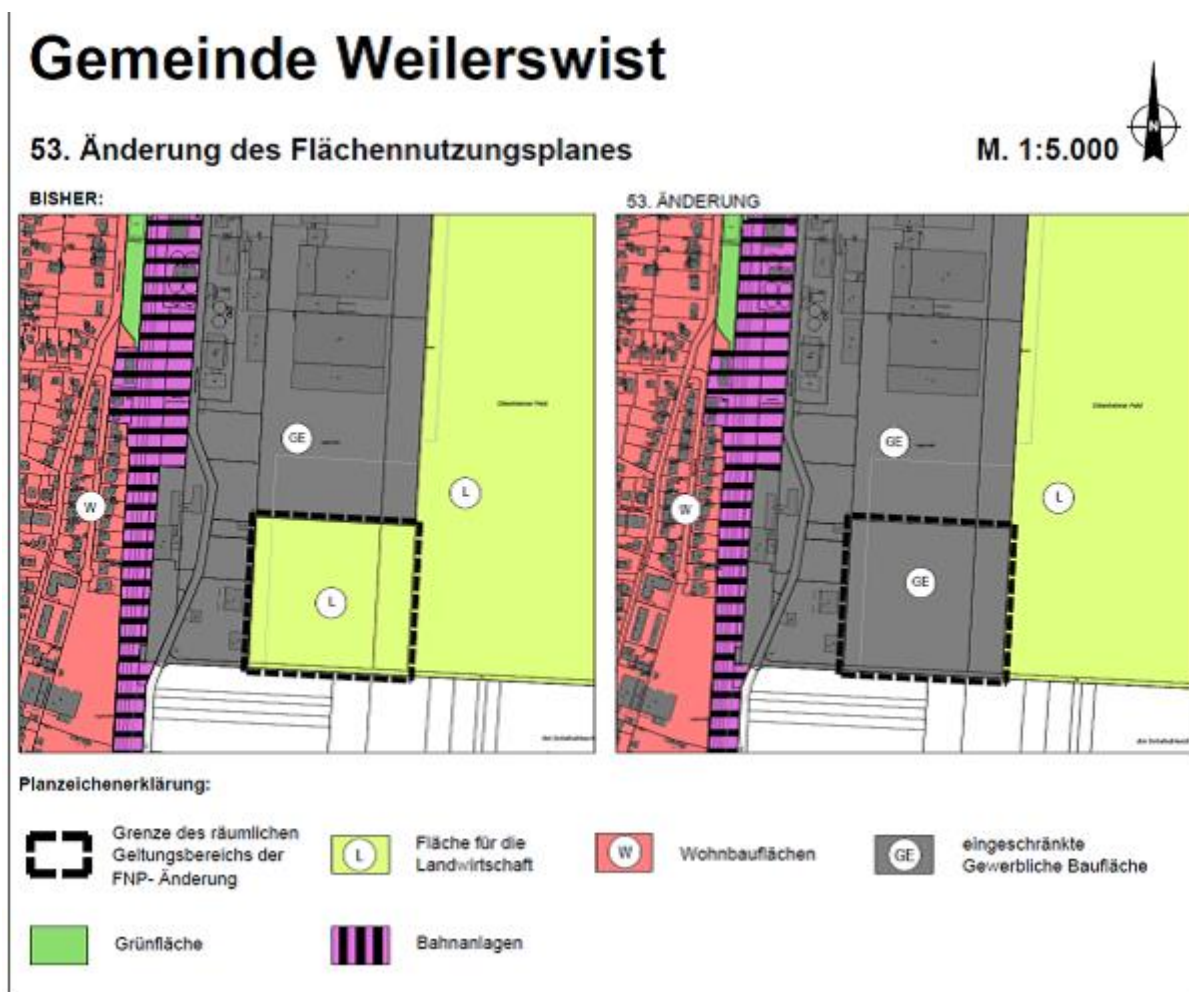 Gemeinde Weilerswist
53. Änderung des Flächennutzungsplanes
M. 1:5.000
N
BISHER:
53. ÄNDERUNG
GE
L
W
L
GE
L
W
GE
Planzeichenerklärung:
Grenze des räumlichen
Geltungsbereichs der
FNP- Änderung
L
Fläche für die
Landwirtschaft
W
Wohnbauflächen
GE
eingeschränkte
Gewerbliche Baufläche
Grünfläche
Bahnanlagen